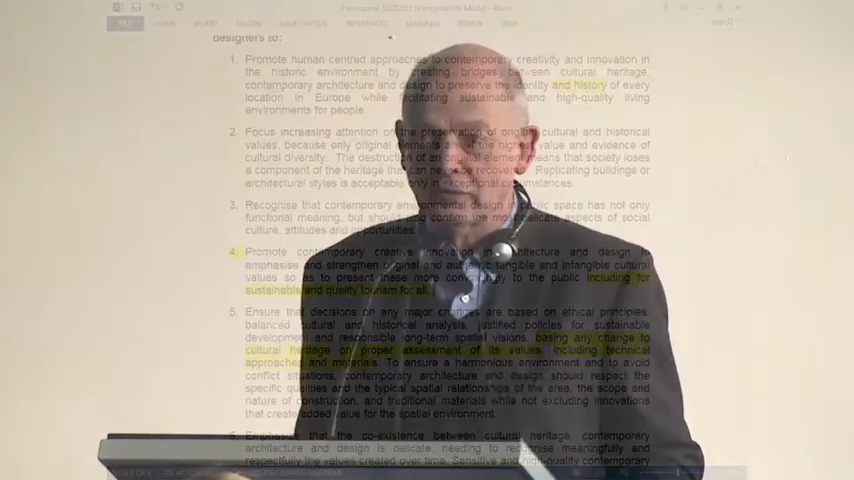 FILE HOME INSERT DESIGN PAGE LAYOUT REFERENCES MAILINGS REVIEW VIEW
designers to:
1. Promote human centred approaches to contemporary creativity and innovation in
the historic environment by creating bridges between cultural heritage,
contemporary architecture and design to preserve the identity and history of every
location in Europe while facilitating sustainable and high-quality living
environments for people.
2. Focus increasing attention on the preservation of original cultural and historical
values, because only original elements are of the highest value and evidence of
cultural diversity. The destruction of an original element means that society loses
a component of the heritage that can never be recovered. Replicating buildings or
architectural styles is acceptable only in exceptional circumstances.
3. Recognise that contemporary environmental design in public space has not only
functional meaning, but should also confirm the most delicate aspects of social
culture, attitudes and opportunities.
4. Promote contemporary creative innovation in architecture and design to
emphasise and strengthen original and authentic tangible and intangible cultural
values so as to present these more convincingly to the public including for
sustainable and quality tourism for all.
5. Ensure that decisions on any major changes are based on ethical principles,
balanced cultural and historical analysis, justified policies for sustainable
development and responsible long-term spatial visions, basing any change to
cultural heritage on proper assessment of its values including technical
approaches and materials. To ensure a harmonious environment and to avoid
conflict situations, contemporary architecture and design should respect the
specific qualities and the typical spatial relationships of the area, the scope and
nature of construction, and traditional materials while not excluding innovations
that create added value for the spatial environment.
6. Emphasise that the co-existence between cultural heritage, contemporary
architecture and design is delicate, needing to recognise meaningfully and
respectfully the values created over time. Sensitive and high-quality contemporary